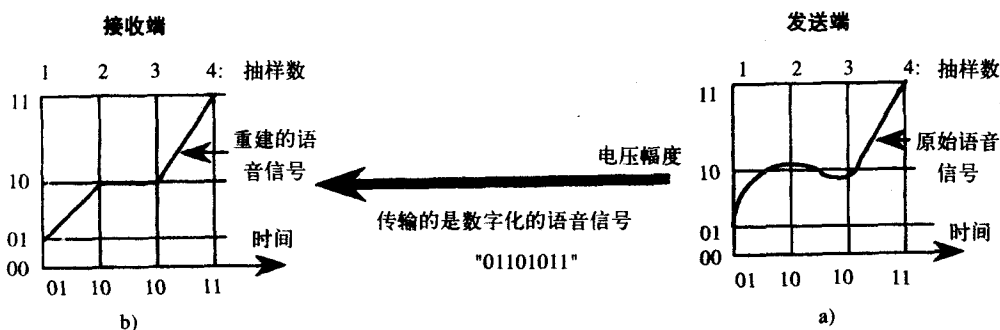 接收端
1 2 3 4: 抽样数
11
重建的语
音信号
10
01
时间
00
01 10 10 11
b)
电压幅度
传输的是数字化的语音信号
"01101011"
发送端
1 2 3 4: 抽样数
11
原始语音
信号
10
01
时间
00
01 10 10 11
a)